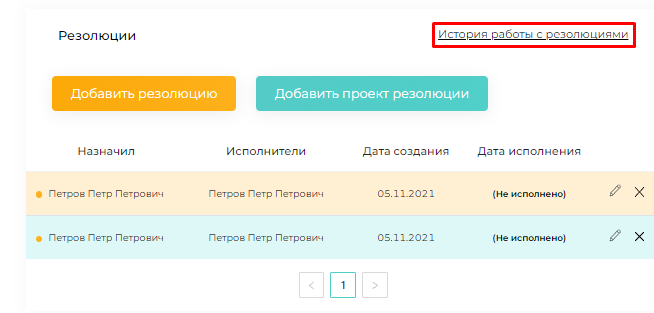 Резолюции История работы с резолюциями
Добавить резолюцию Добавить проект резолюции
Назначил Исполнители Дата создания Дата исполнения
Петров Петр Петрович Петров Петр Петрович 05.11.2021 (Не исполнено)
Петров Петр Петрович Петров Петр Петрович 05.11.2021 (Не исполнено)
< 1 >